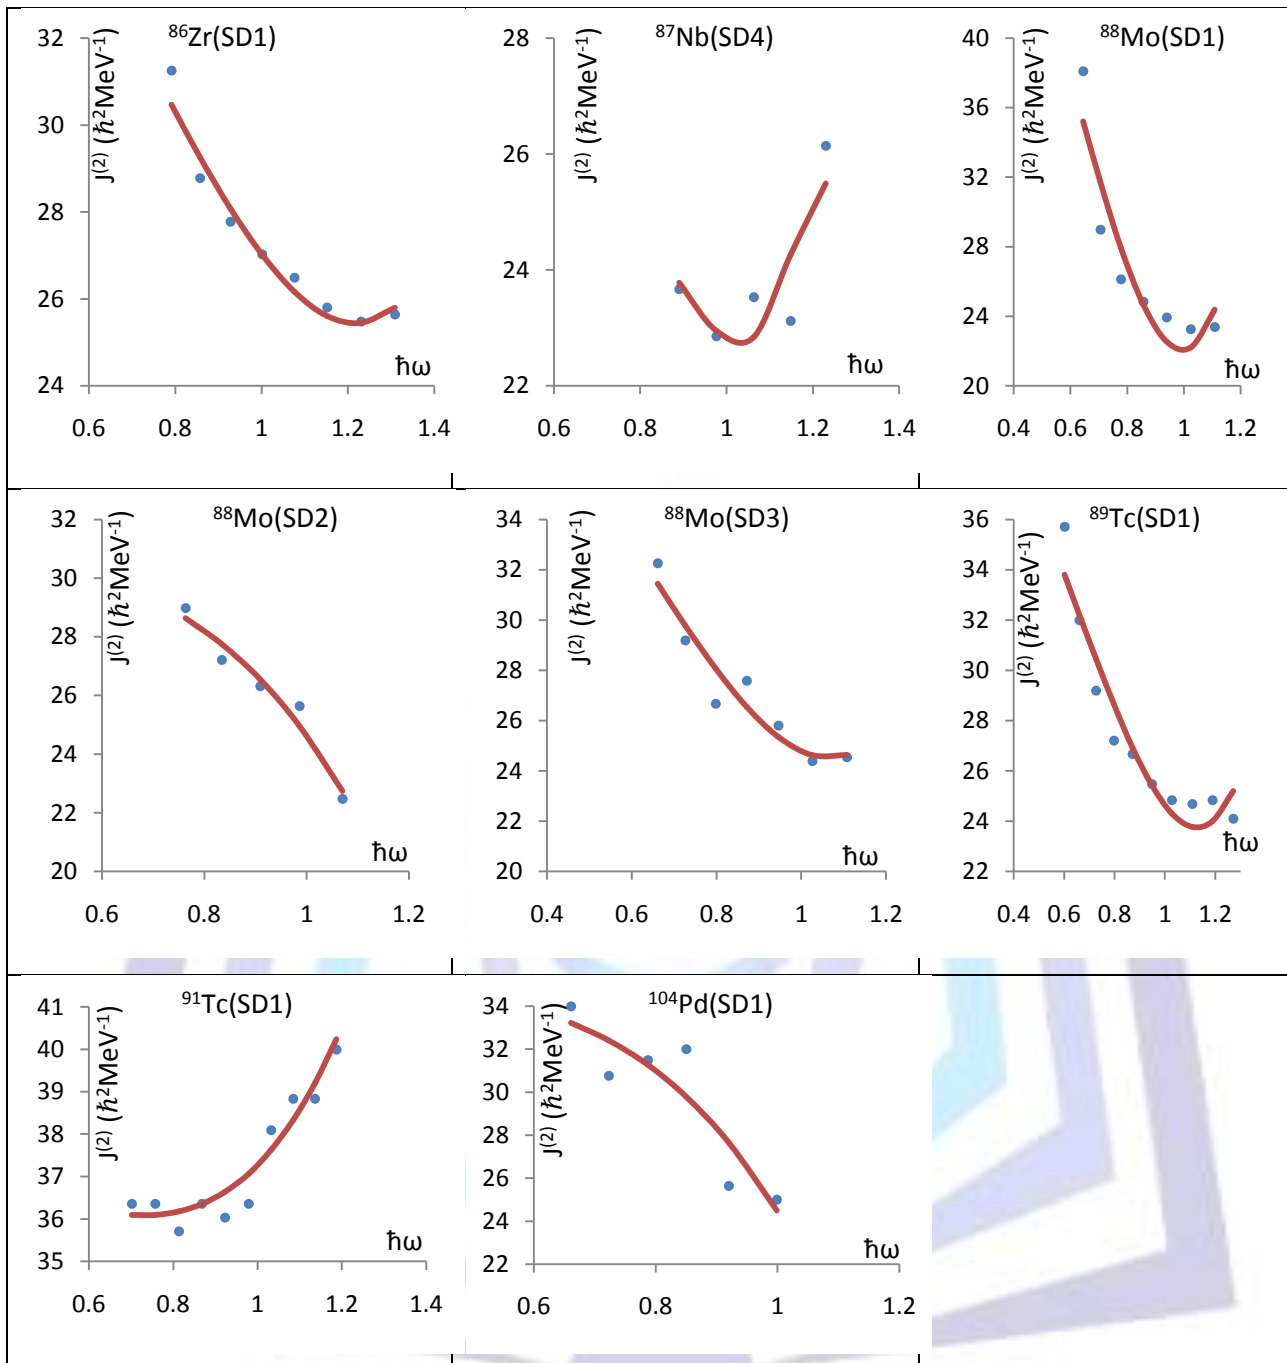 ⁸⁶Zr(SD1)
J⁽²⁾ (ℏ²MeV⁻¹)
32
30
28
26
24
0.6 0.8 1 1.2 1.4
ħω
⁸⁷Nb(SD4)
J⁽²⁾ (ℏ²MeV⁻¹)
28
26
24
22
0.6 0.8 1 1.2 1.4
ħω
⁸⁸Mo(SD1)
J⁽²⁾ (ℏ²MeV⁻¹)
40
36
32
28
24
20
0.4 0.6 0.8 1 1.2
ħω
⁸⁸Mo(SD2)
J⁽²⁾ (ℏ²MeV⁻¹)
32
30
28
26
24
22
20
0.6 0.8 1 1.2
ħω
⁸⁸Mo(SD3)
J⁽²⁾ (ℏ²MeV⁻¹)
34
32
30
28
26
24
22
20
0.4 0.6 0.8 1 1.2
ħω
⁸⁹Tc(SD1)
J⁽²⁾ (ℏ²MeV⁻¹)
36
34
32
30
28
26
24
22
0.4 0.6 0.8 1 1.2
ħω
⁹¹Tc(SD1)
J⁽²⁾ (ℏ²MeV⁻¹)
41
40
39
38
37
36
35
0.6 0.8 1 1.2 1.4
ħω
¹⁰⁴Pd(SD1)
J⁽²⁾ (ℏ²MeV⁻¹)
34
32
30
28
26
24
22
0.6 0.8 1 1.2
ħω